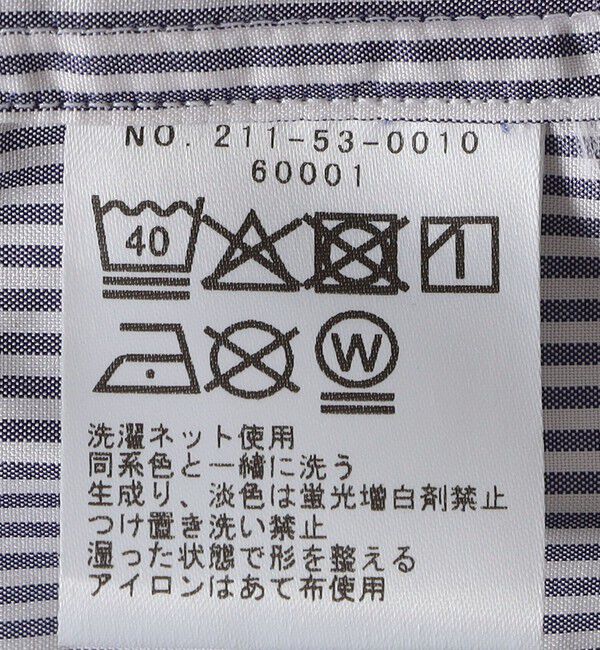 NO. 211-53-0010
60001
40
W
洗濯ネット使用
同系色と一緒に洗う
生成り、淡色は蛍光増白剤禁止
つけ置き洗い禁止
湿った状態で形を整える
アイロンはあて布使用